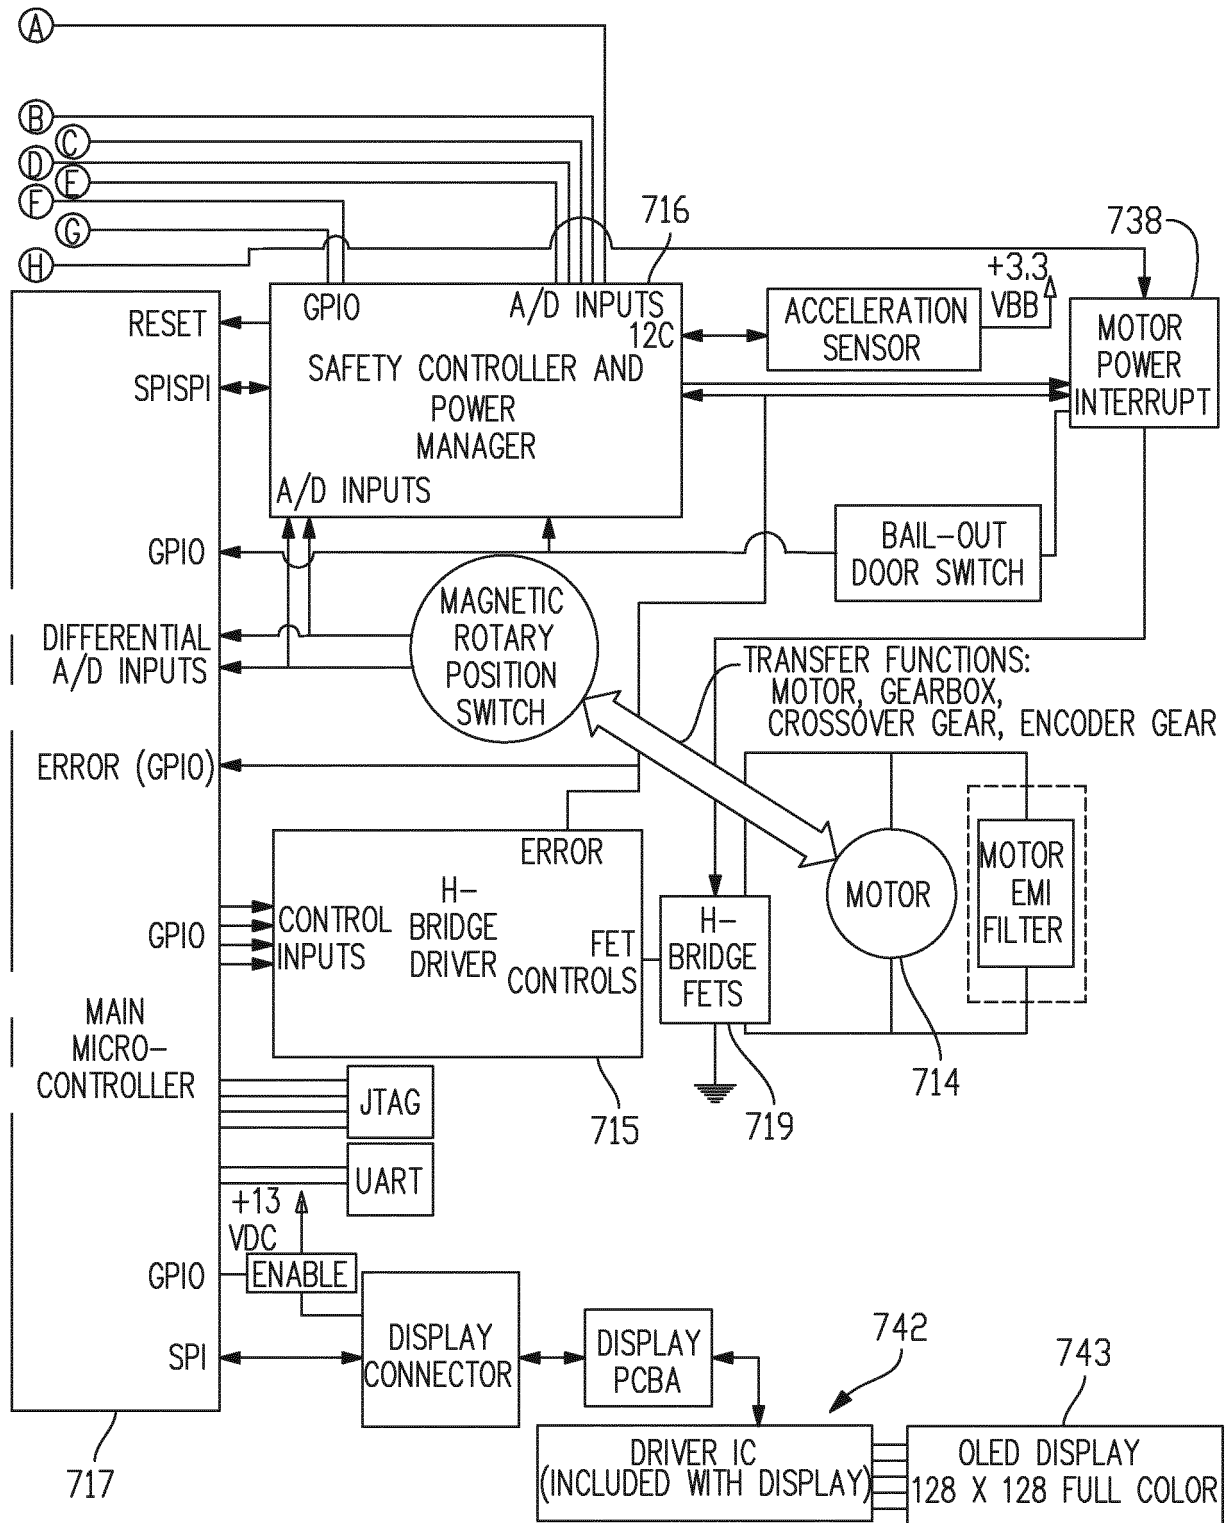 A
B
C
D
E
F
G
H
716
738
+3.3
VBB
RESET
GPIO
A/D INPUTS
12C
ACCELERATION
SENSOR
MOTOR
POWER
INTERRUPT
SPISPI
SAFETY CONTROLLER AND
POWER
MANAGER
A/D INPUTS
GPIO
BAIL-OUT
DOOR SWITCH
DIFFERENTIAL
A/D INPUTS
MAGNETIC
ROTARY
POSITION
SWITCH
TRANSFER FUNCTIONS:
MOTOR, GEARBOX,
CROSSOVER GEAR, ENCODER GEAR
ERROR (GPIO)
ERROR
GPIO
CONTROL
INPUTS
H-
BRIDGE
DRIVER
FET
CONTROLS
H-
BRIDGE
FETS
MOTOR
MOTOR
EMI
FILTER
MAIN
MICRO-
CONTROLLER
714
JTAG
715
719
UART
+13
VDC
GPIO
ENABLE
SPI
DISPLAY
CONNECTOR
DISPLAY
PCBA
742
743
717
DRIVER IC
(INCLUDED WITH DISPLAY)
OLED DISPLAY
128 X 128 FULL COLOR